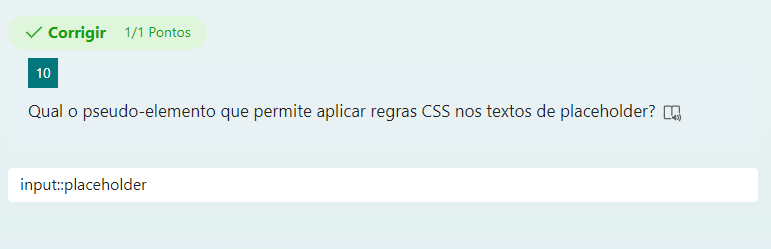 Corrigir 1/1 Pontos
10
Qual o pseudo-elemento que permite aplicar regras CSS nos textos de placeholder?
input::placeholder